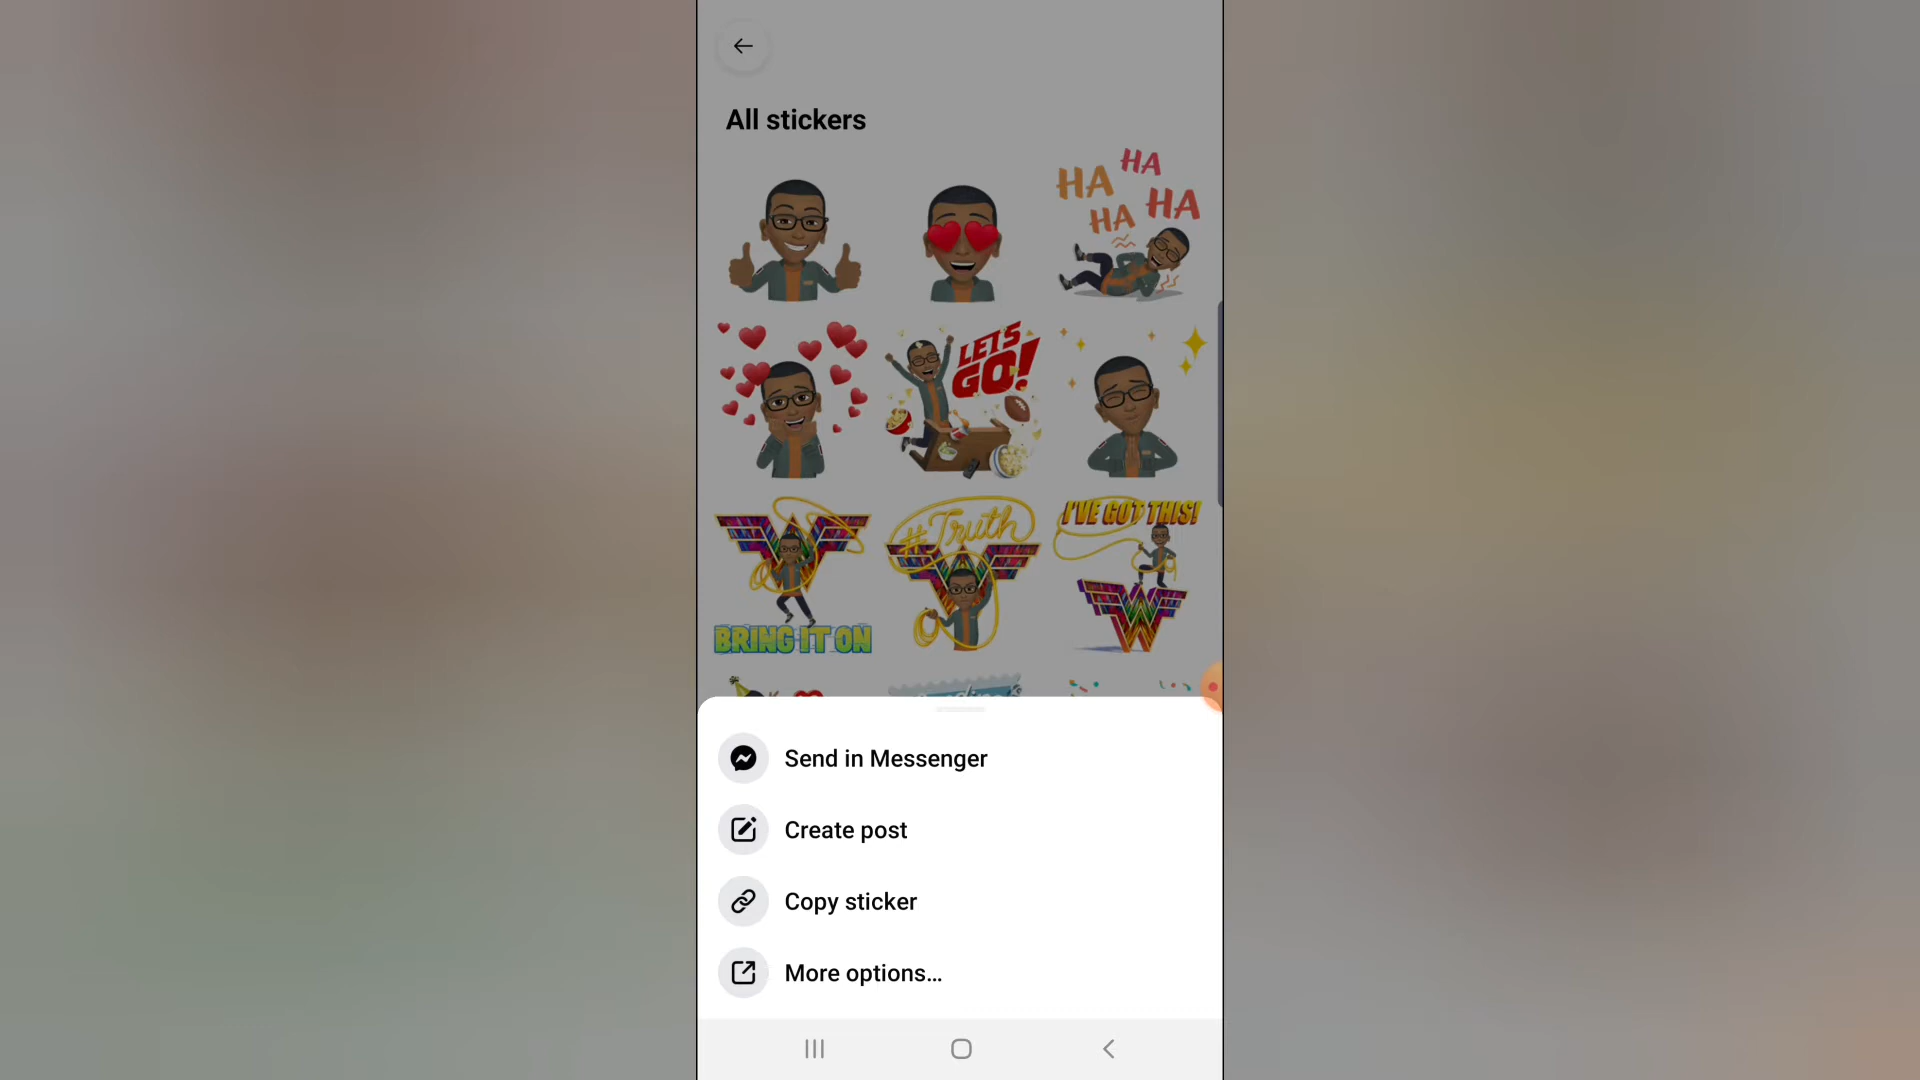 All stickers
HA
HA
HA
HA
LETS
GO!
BRING IT ON
#Truth
I'VE GOT THIS!
Send in Messenger
Create post
Copy sticker
More options...